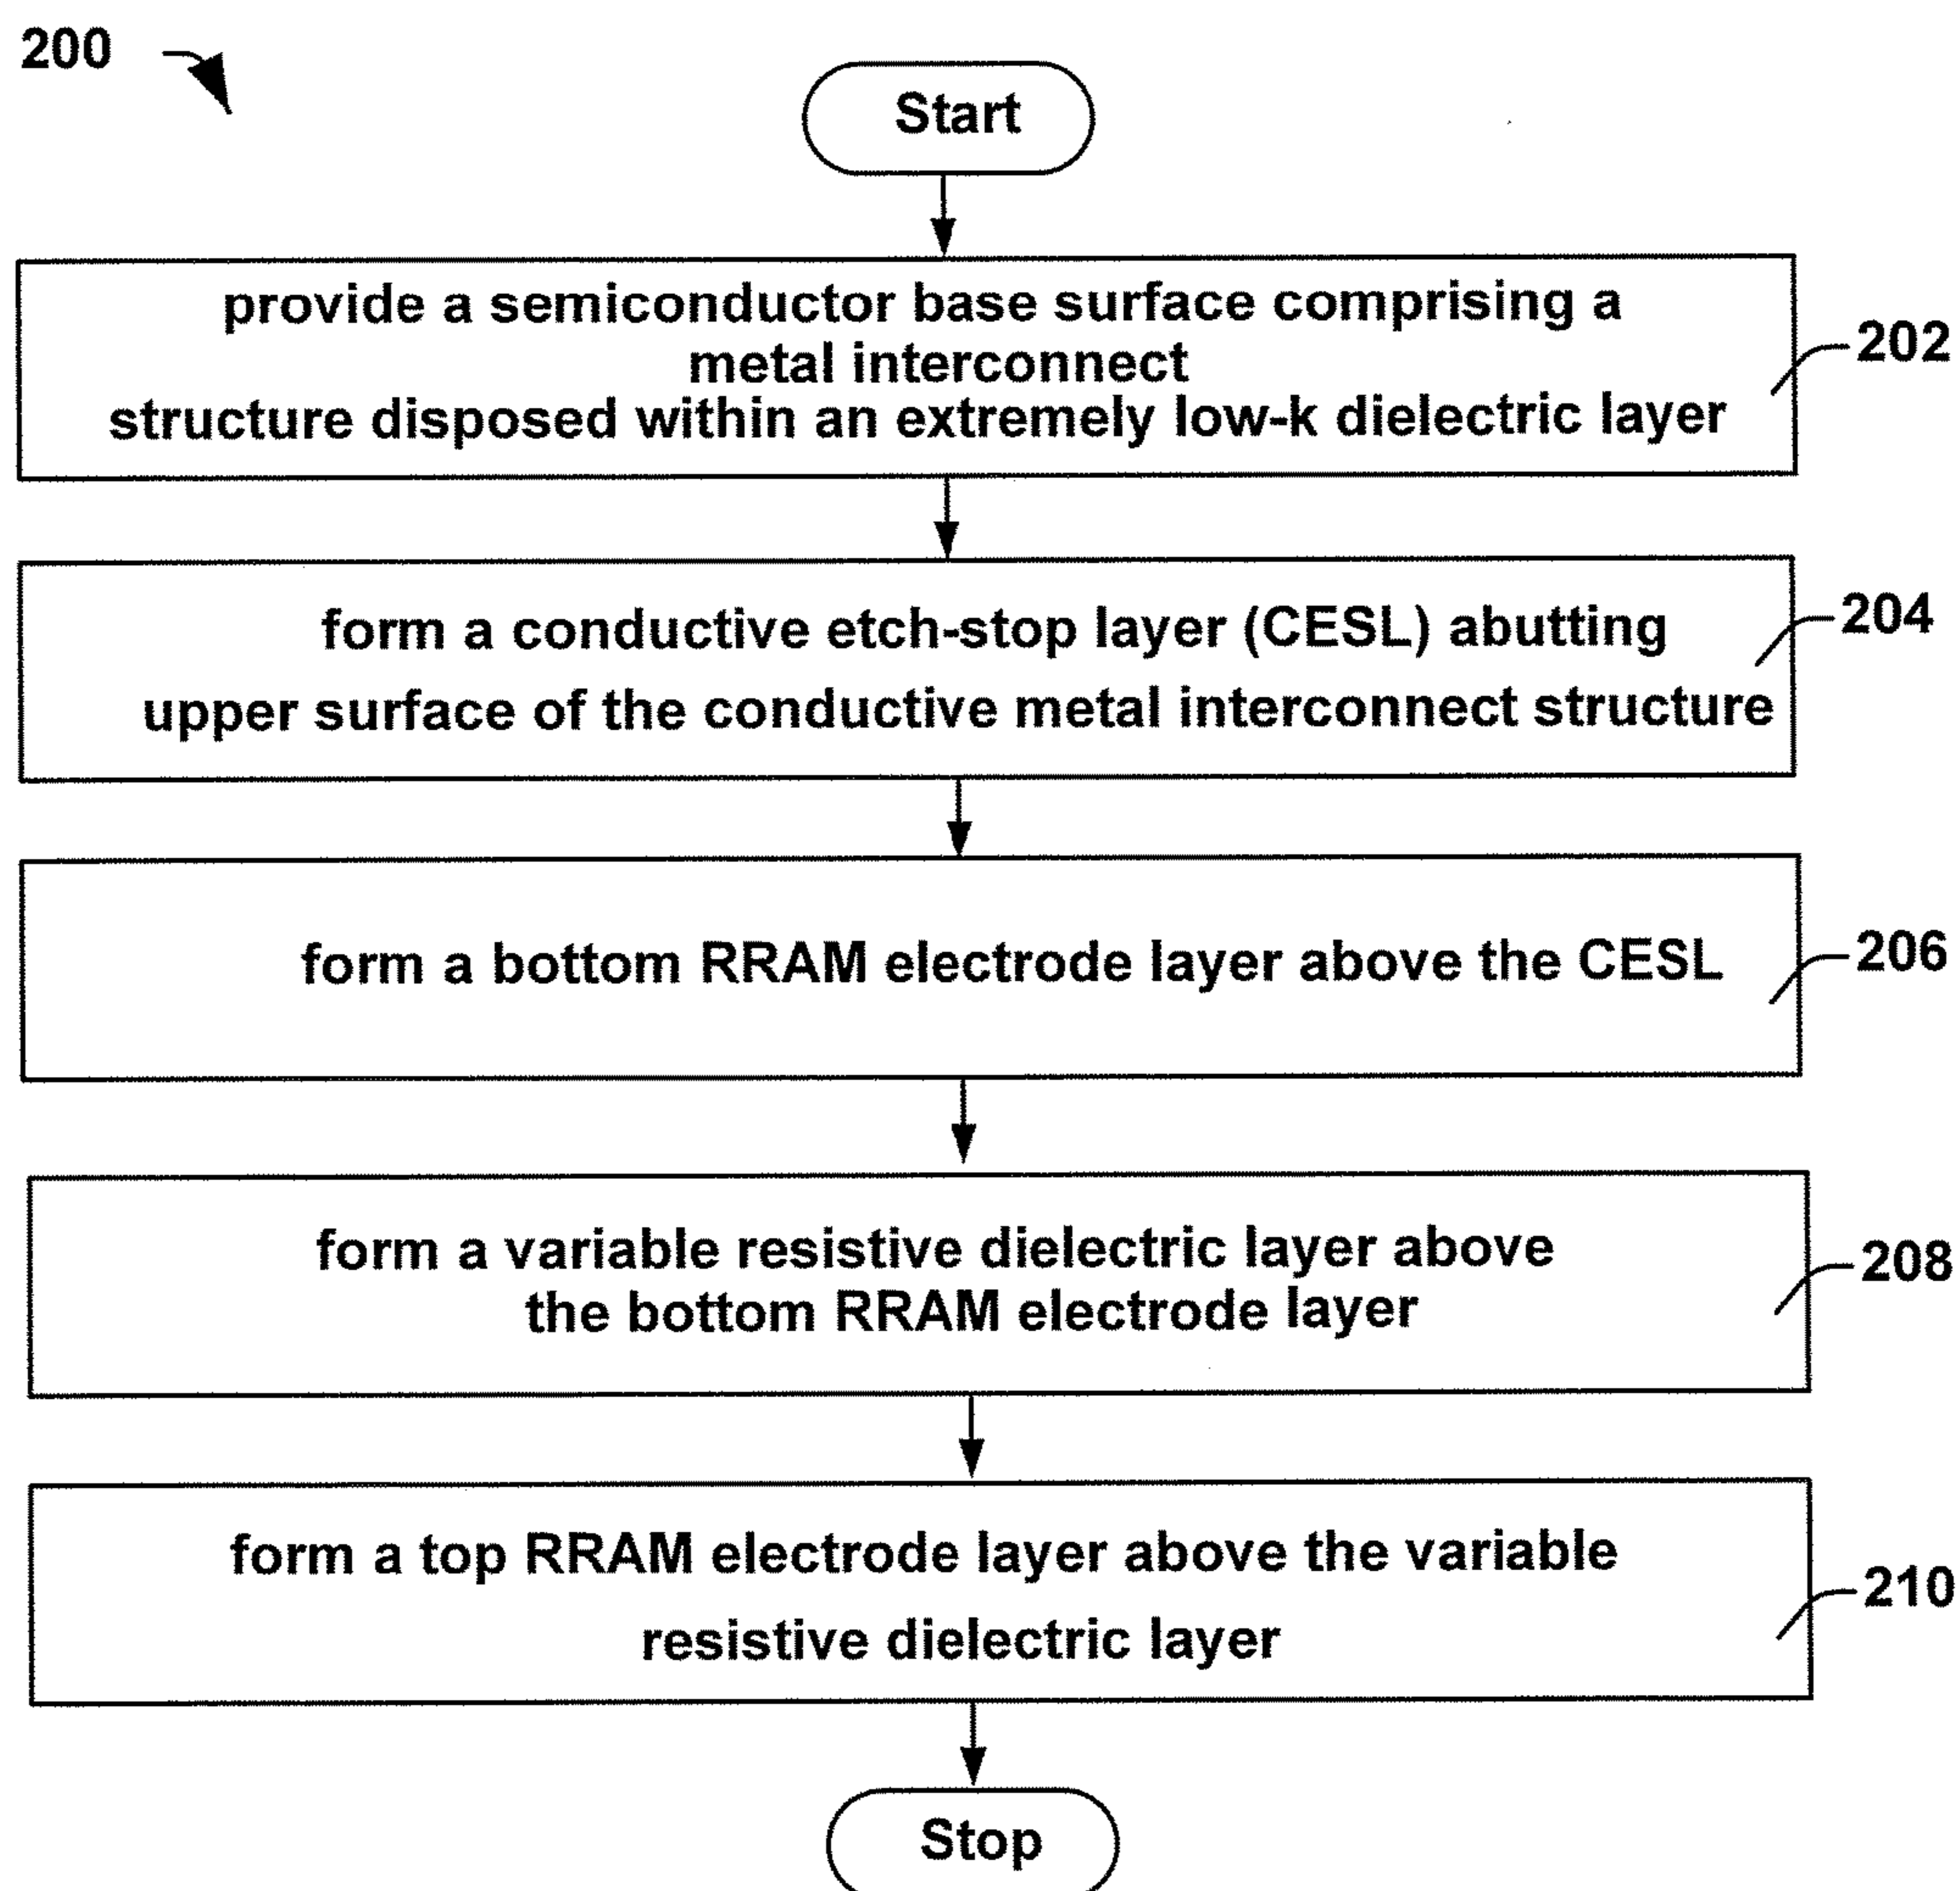 200
Start
provide a semiconductor base surface comprising a
metal interconnect
structure disposed within an extremely low-k dielectric layer
202
form a conductive etch-stop layer (CESL) abutting
upper surface of the conductive metal interconnect structure
204
form a bottom RRAM electrode layer above the CESL
206
form a variable resistive dielectric layer above
the bottom RRAM electrode layer
208
form a top RRAM electrode layer above the variable
resistive dielectric layer
210
Stop